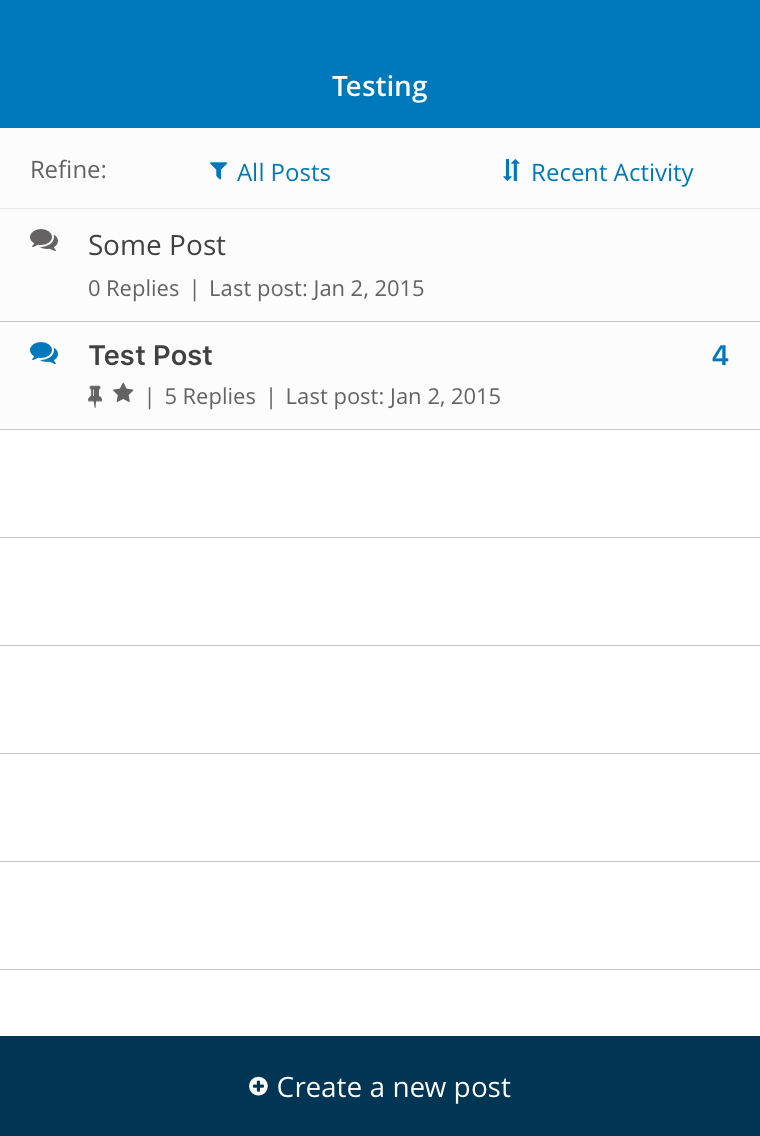 Testing
Refine: All Posts Recent Activity
Some Post
0 Replies | Last post: Jan 2, 2015
Test Post 4
| 5 Replies | Last post: Jan 2, 2015
Create a new post